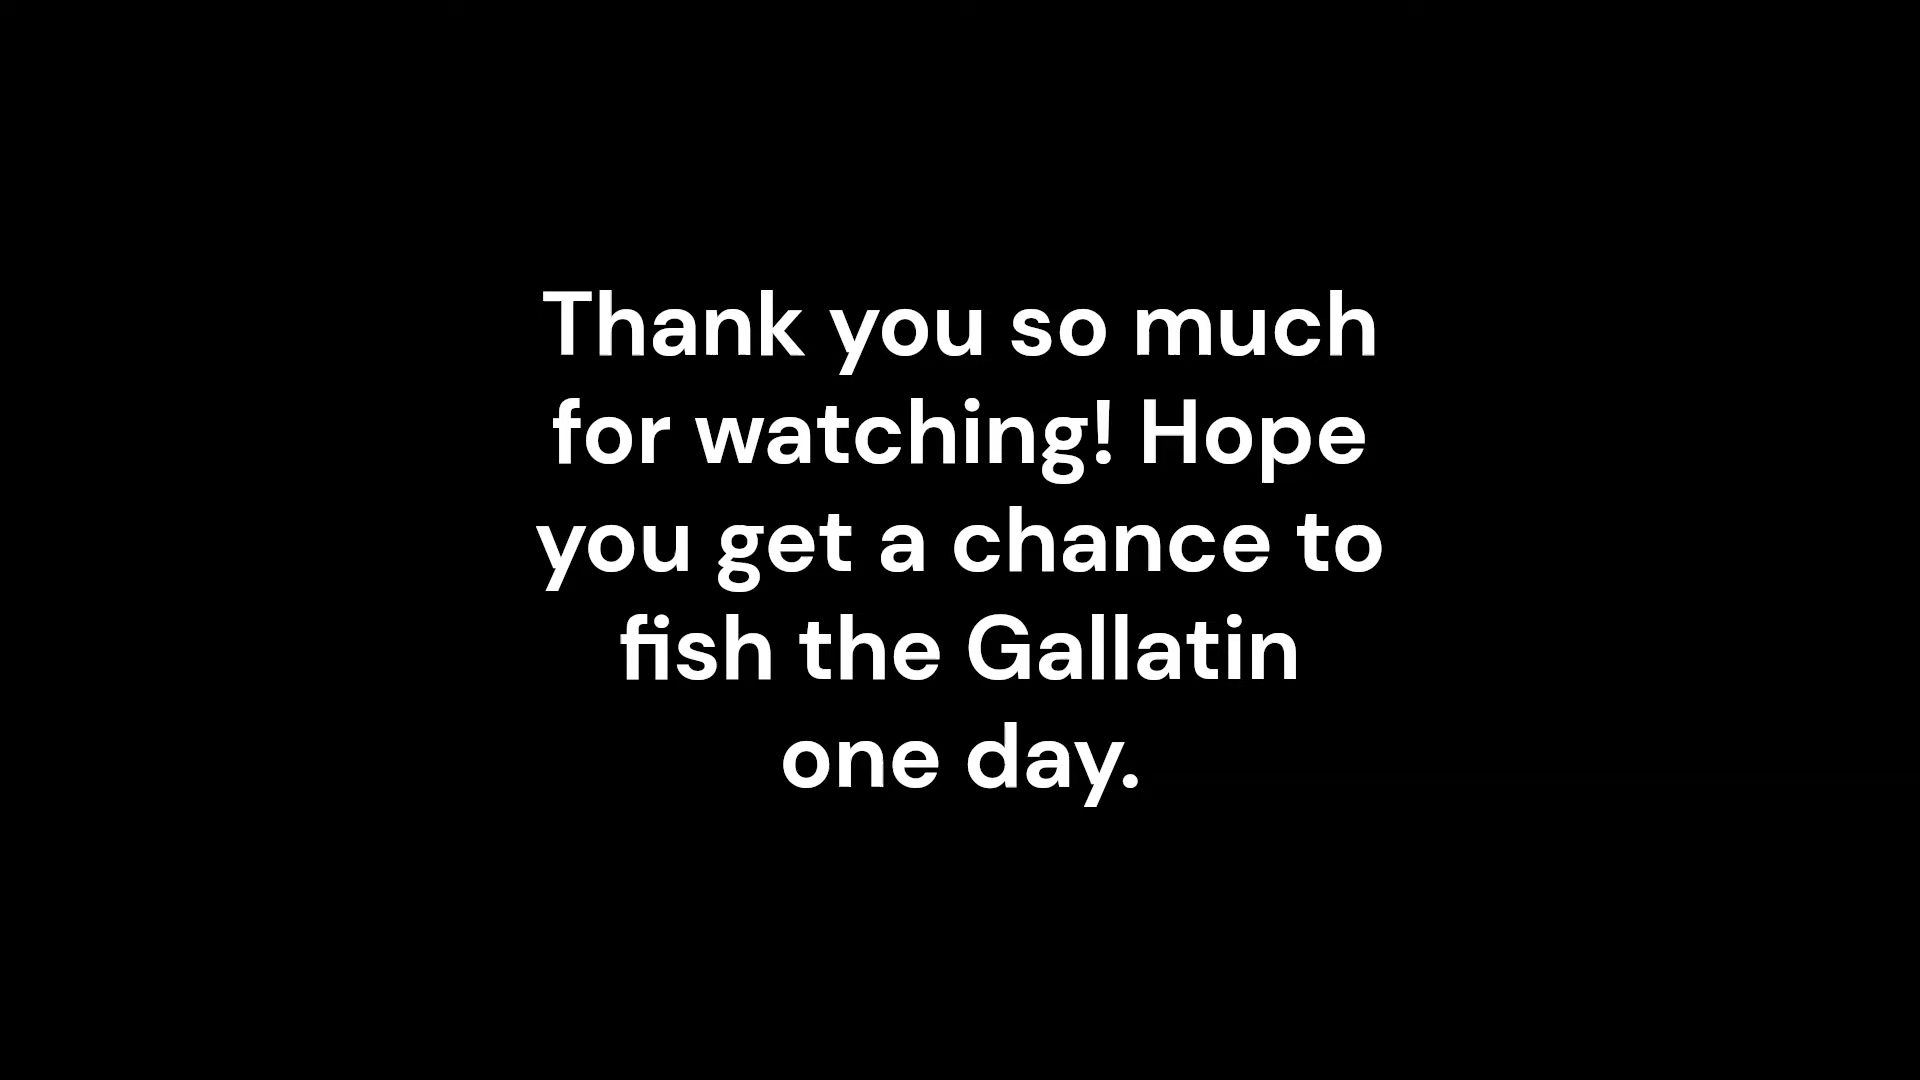 Thank you so much
for watching! Hope
you get a chance to
fish the Gallatin
one day.